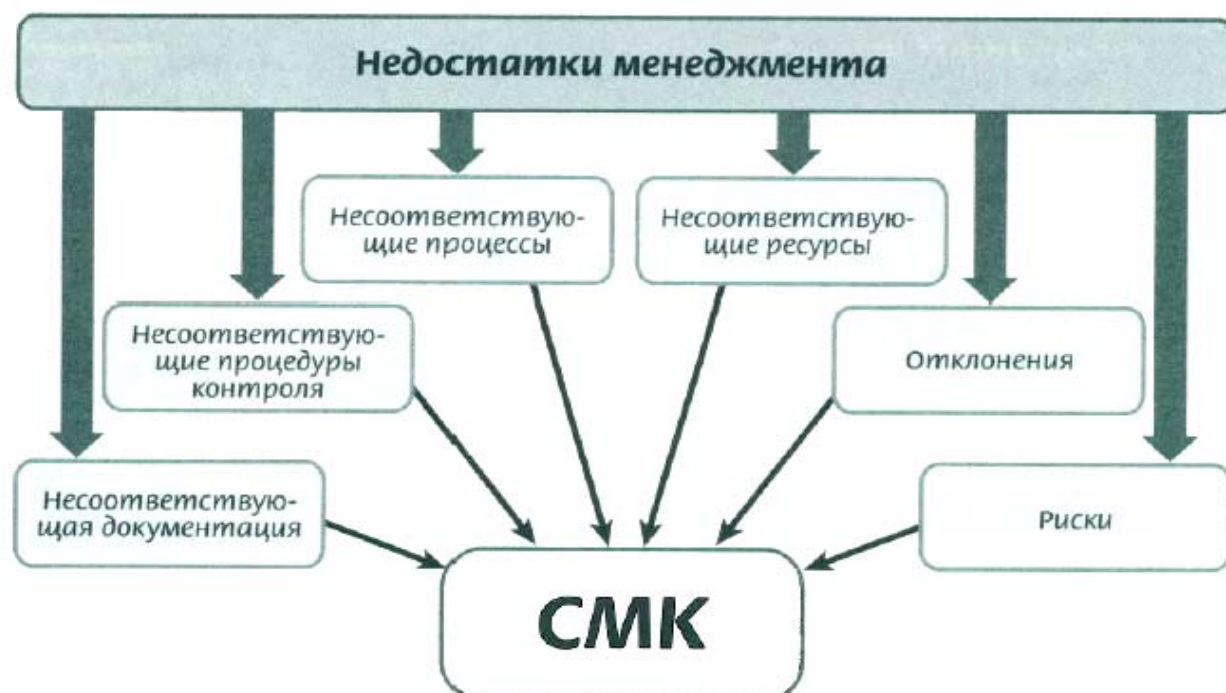 Недостатки менеджмента
Несоответствую-
щие процессы
Несоответствую-
щие ресурсы
Несоответствую-
щие процедуры
контроля
Отклонения
Несоответствую-
щая документация
Риски
СМК